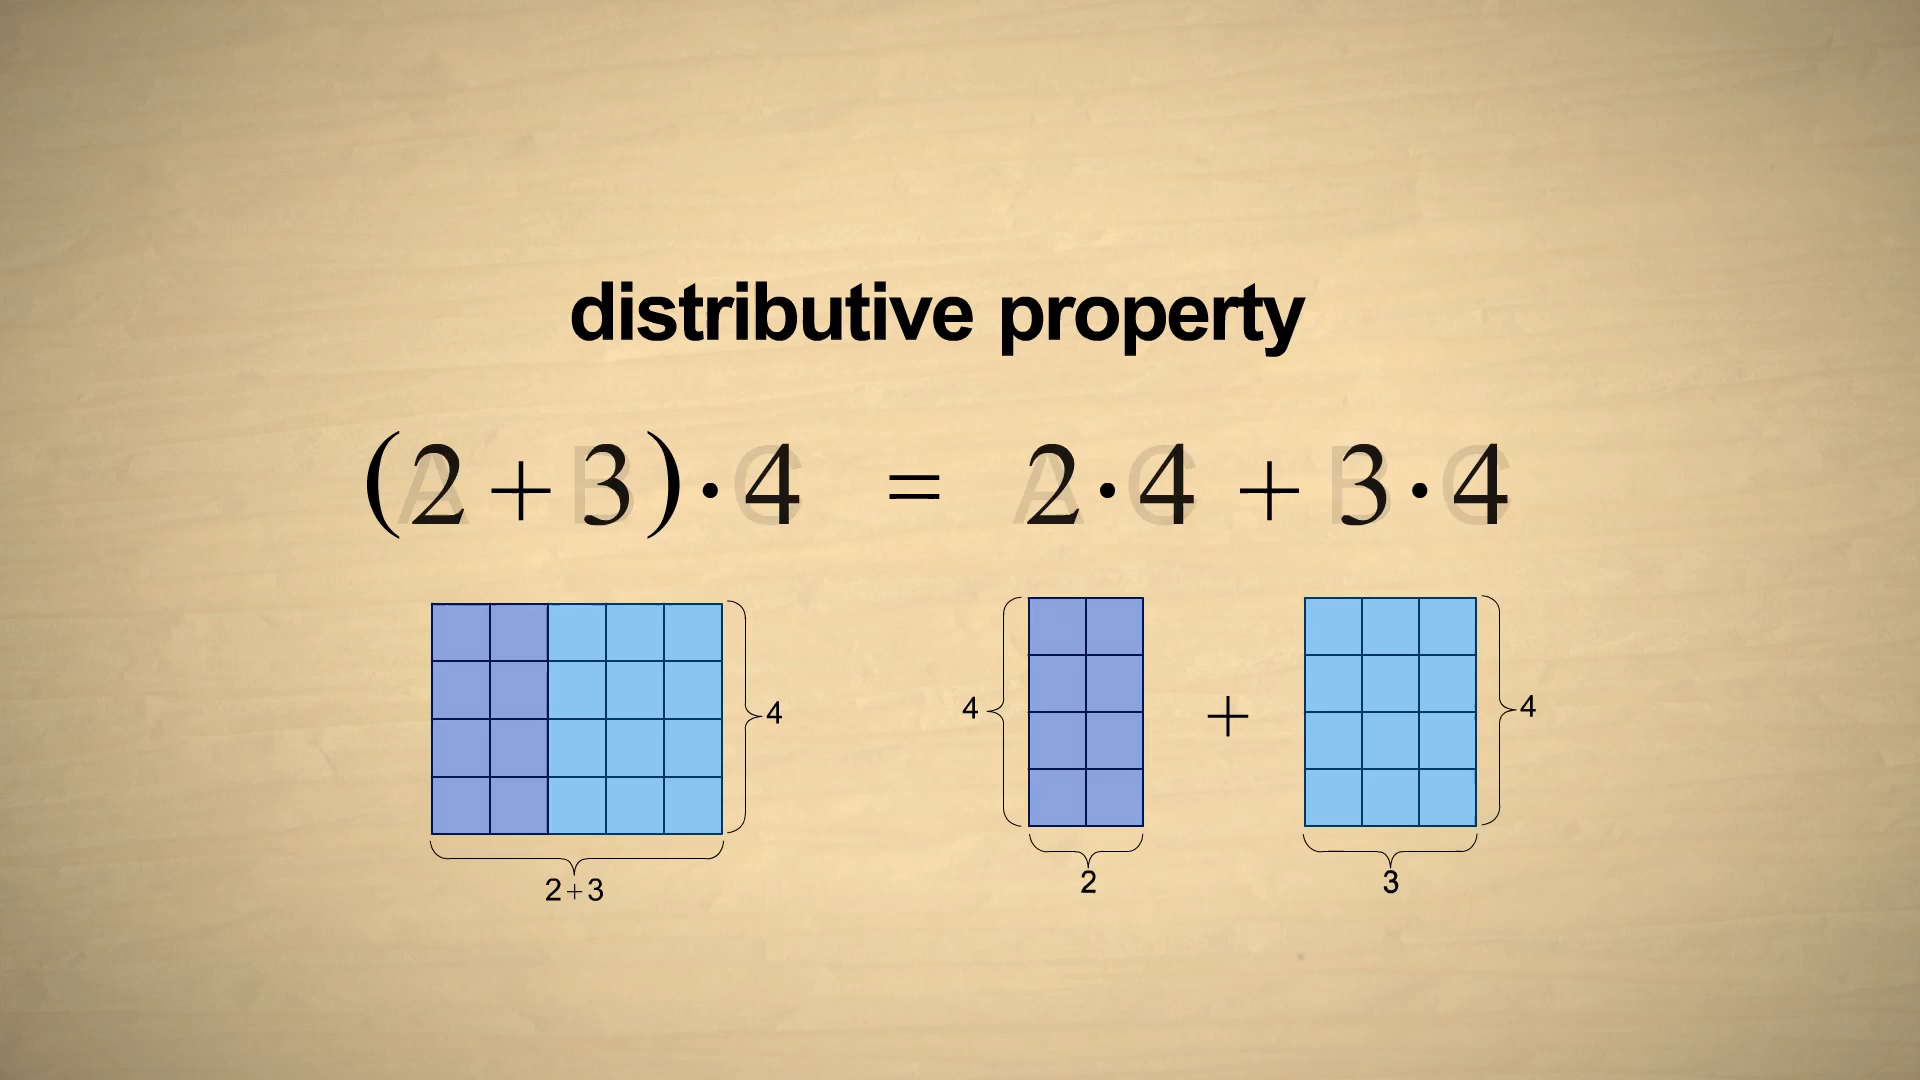 distributive property
(2 + 3) · 4 = 2 · 4 + 3 · 4
A B C A C B C
4
4
+
4
2+3
2
3